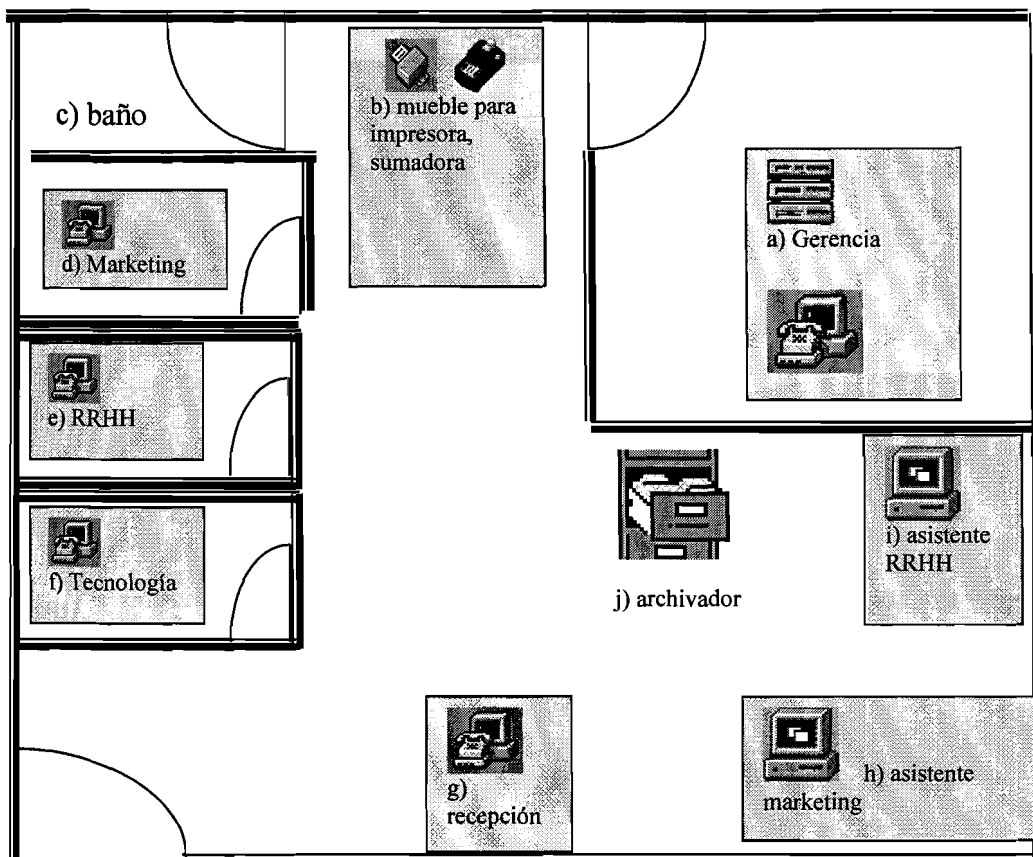 c) baño
b) mueble para
impresora,
sumadora
a) Gerencia
d) Marketing
e) RRHH
f) Tecnología
i) asistente
RRHH
j) archivador
g)
recepción
h) asistente
marketing